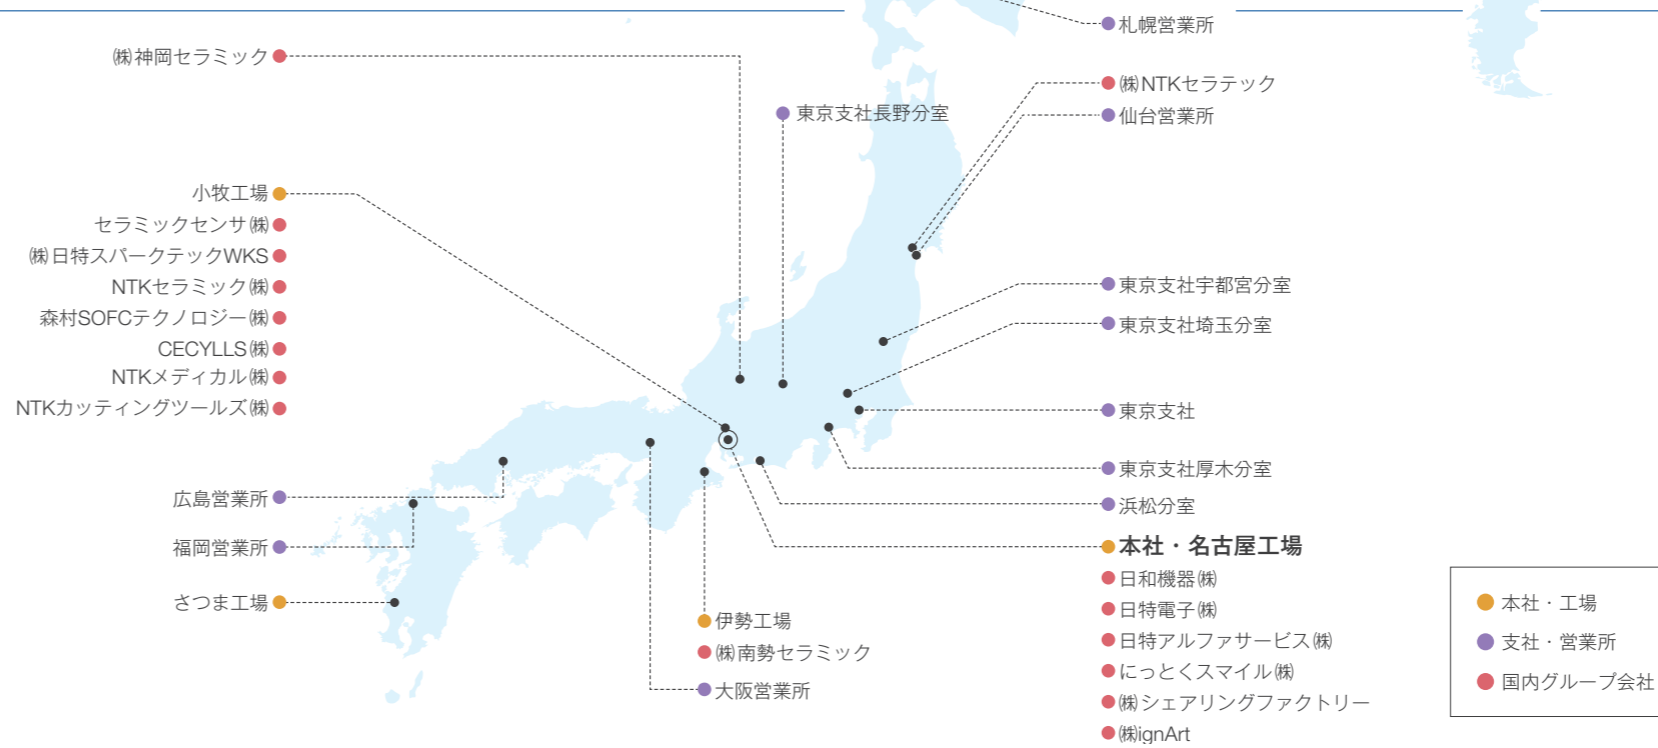 ㈱神岡セラミック
小牧工場
セラミックセンサ㈱
㈱日特スパークテックWKS
NTKセラミック㈱
森村SOFCテクノロジー㈱
CECYLLS㈱
NTKメディカル㈱
NTKカッティングツールズ㈱
広島営業所
福岡営業所
さつま工場
東京支社長野分室
伊勢工場
㈱南勢セラミック
大阪営業所
札幌営業所
㈱NTKセラテック
仙台営業所
東京支社宇都宮分室
東京支社埼玉分室
東京支社
東京支社厚木分室
浜松分室
本社・名古屋工場
日和機器㈱
日特電子㈱
日特アルファサービス㈱
にっとくスマイル㈱
㈱シェアリングファクトリー
㈱ignArt
本社・工場
支社・営業所
国内グループ会社